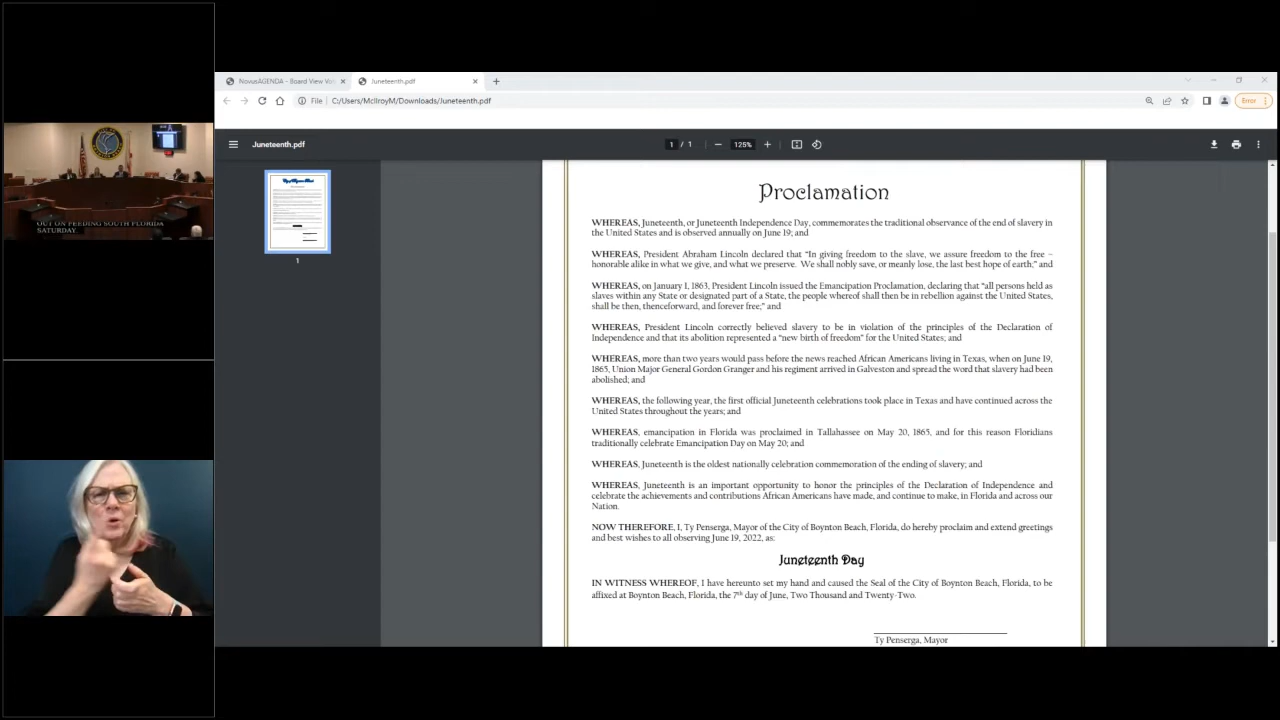 NovusAGENDA - Board View Vot
Juneteenth.pdf
File | C:/Users/McIlroyM/Downloads/Juneteenth.pdf
Error
Juneteenth.pdf
1 / 1
125%
1
OUT ON FEEDING SOUTH FLORIDA
SATURDAY.
Proclamation
WHEREAS, Juneteenth, or Juneteenth Independence Day, commemorates the traditional observance of the end of slavery in
the United States and is observed annually on June 19; and
WHEREAS, President Abraham Lincoln declared that “In giving freedom to the slave, we assure freedom to the free –
honorable alike in what we give, and what we preserve. We shall nobly save, or meanly lose, the last best hope of earth;” and
WHEREAS, on January 1, 1863, President Lincoln issued the Emancipation Proclamation, declaring that “all persons held as
slaves within any State or designated part of a State, the people whereof shall then be in rebellion against the United States,
shall be then, thenceforward, and forever free;” and
WHEREAS, President Lincoln correctly believed slavery to be in violation of the principles of the Declaration of
Independence and that its abolition represented a “new birth of freedom” for the United States; and
WHEREAS, more than two years would pass before the news reached African Americans living in Texas, when on June 19,
1865, Union Major General Gordon Granger and his regiment arrived in Galveston and spread the word that slavery had been
abolished; and
WHEREAS, the following year, the first official Juneteenth celebrations took place in Texas and have continued across the
United States throughout the years; and
WHEREAS, emancipation in Florida was proclaimed in Tallahassee on May 20, 1865, and for this reason Floridians
traditionally celebrate Emancipation Day on May 20; and
WHEREAS, Juneteenth is the oldest nationally celebration commemoration of the ending of slavery; and
WHEREAS, Juneteenth is an important opportunity to honor the principles of the Declaration of Independence and
celebrate the achievements and contributions African Americans have made, and continue to make, in Florida and across our
Nation.
NOW THEREFORE, I, Ty Penserga, Mayor of the City of Boynton Beach, Florida, do hereby proclaim and extend greetings
and best wishes to all observing June 19, 2022, as:
Juneteenth Day
IN WITNESS WHEREOF, I have hereunto set my hand and caused the Seal of the City of Boynton Beach, Florida, to be
affixed at Boynton Beach, Florida, the 7th day of June, Two Thousand and Twenty-Two.
Ty Penserga, Mayor